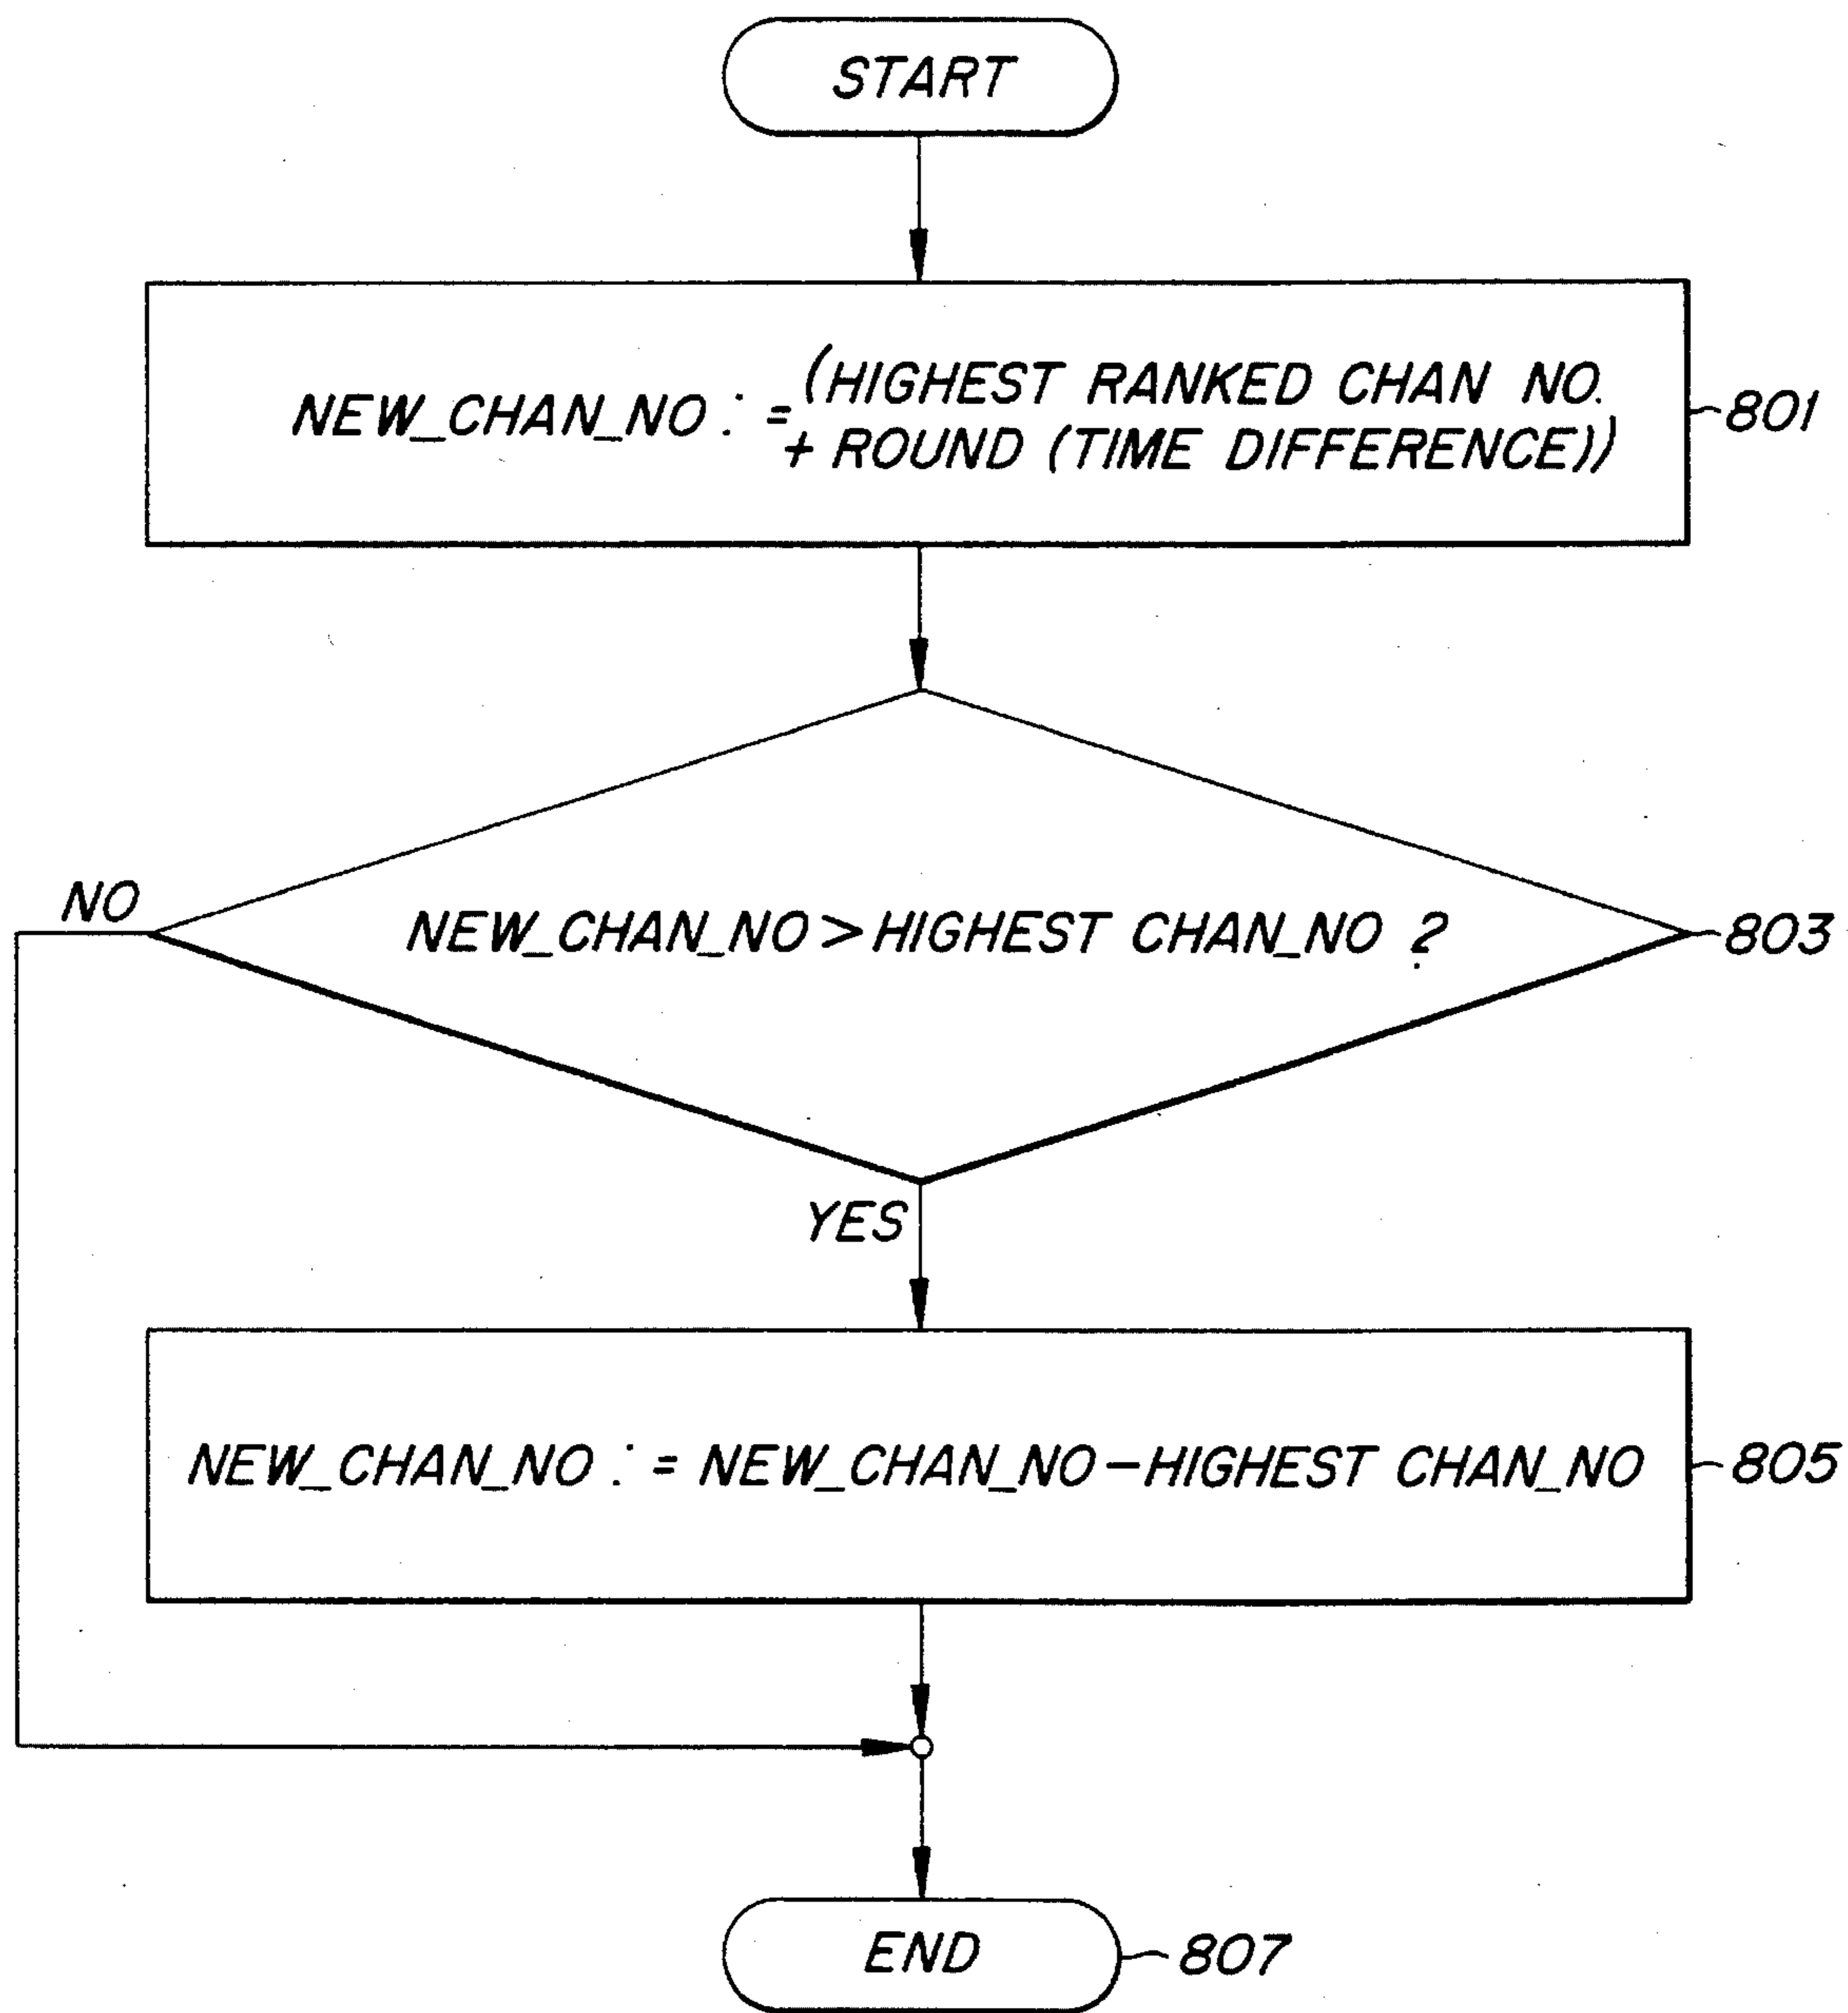 START
NEW_CHAN_NO : = (HIGHEST RANKED CHAN NO.
+ ROUND (TIME DIFFERENCE))
801
NO
NEW_CHAN_NO > HIGHEST CHAN_NO ?
803
YES
NEW_CHAN_NO : = NEW_CHAN_NO – HIGHEST CHAN_NO
805
END
807